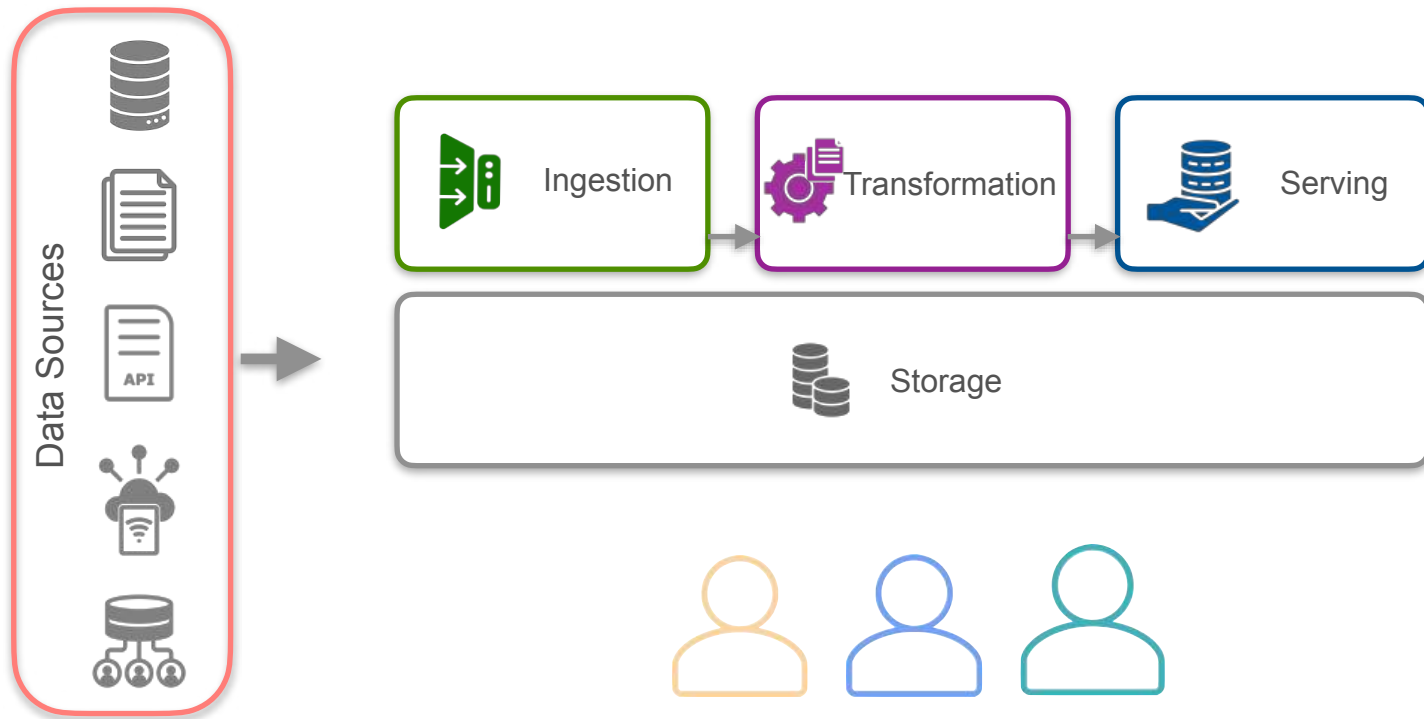 Data Sources
API
Ingestion
Transformation
Serving
Storage